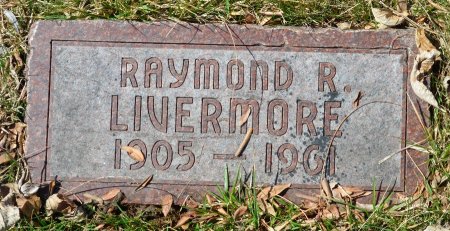 RAYMOND R.
LIVERMORE
1905 — 1961